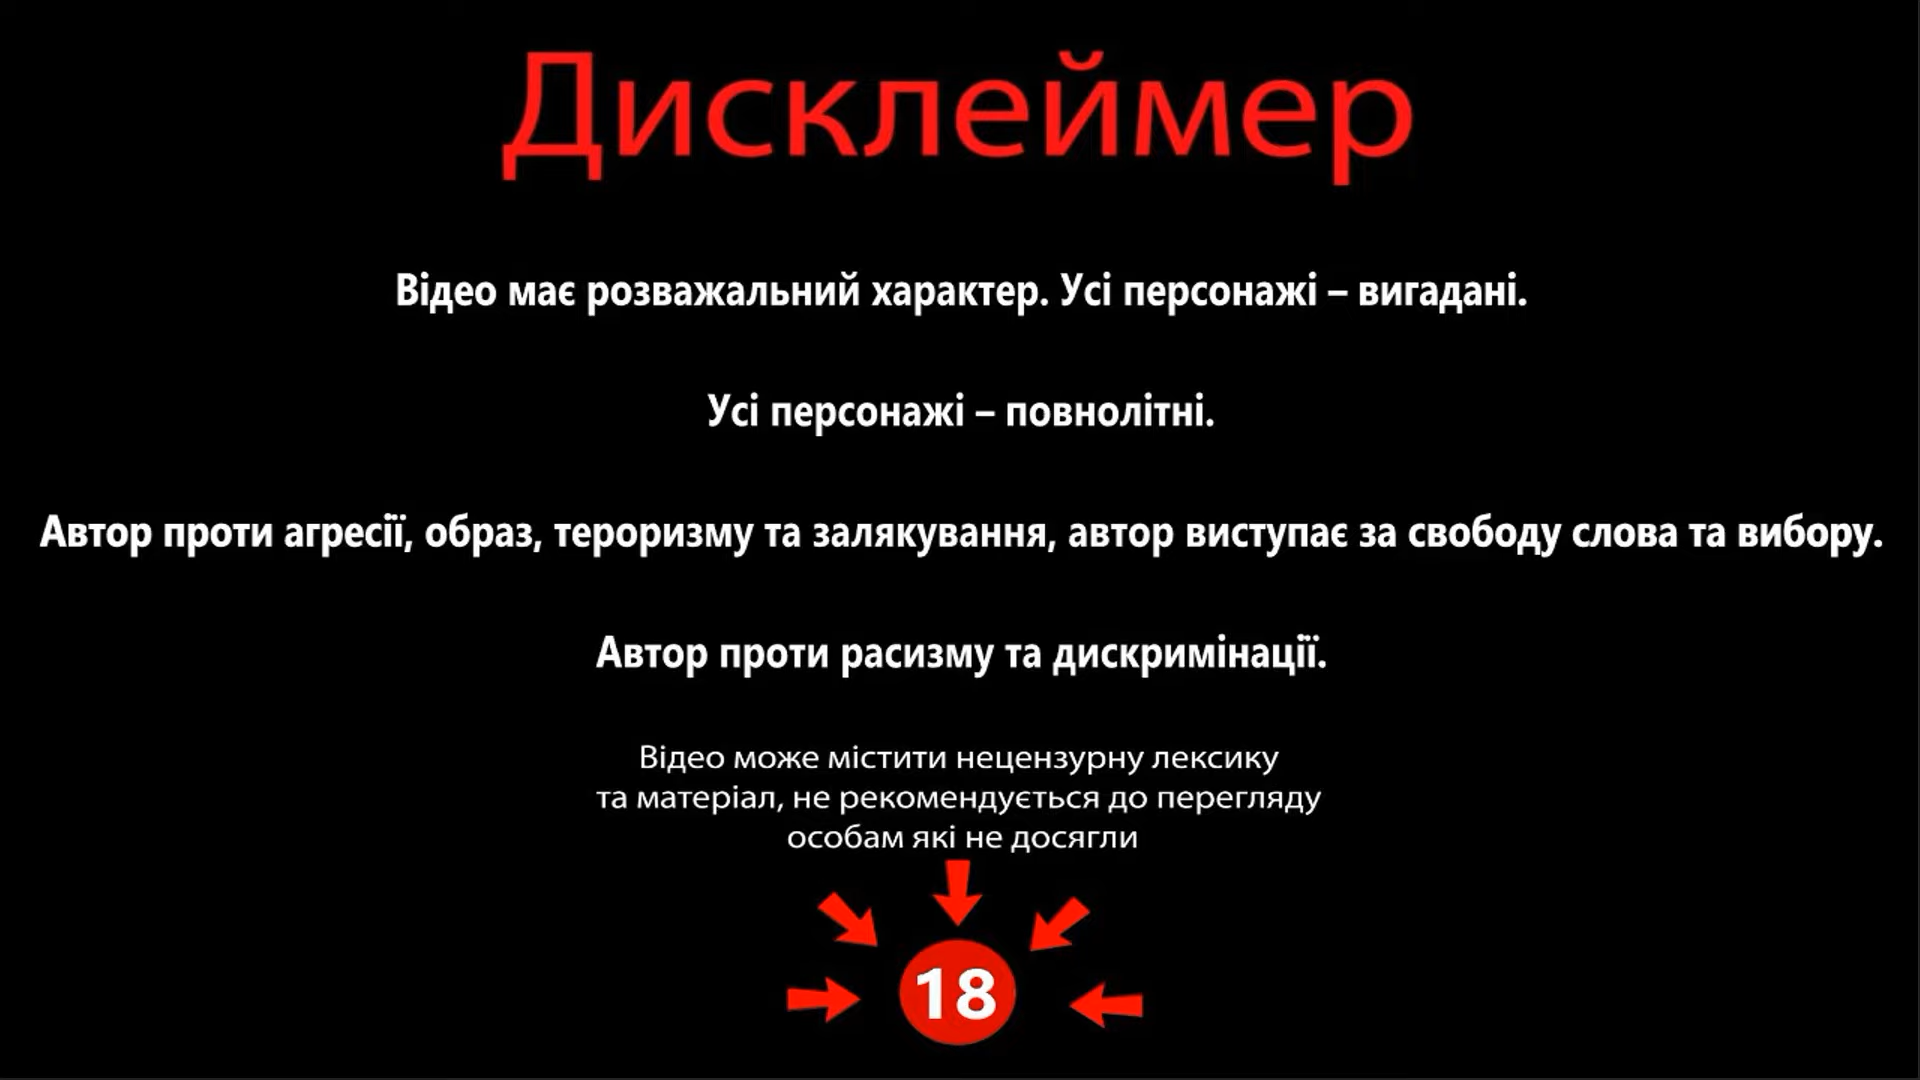 Дисклеймер
Відео має розважальний характер. Усі персонажі – вигадані.
Усі персонажі – повнолітні.
Автор проти агресії, образ, тероризму та залякування, автор виступає за свободу слова та вибору.
Автор проти расизму та дискримінації.
Відео може містити нецензурну лексику
та матеріал, не рекомендується до перегляду
особам які не досягли
18